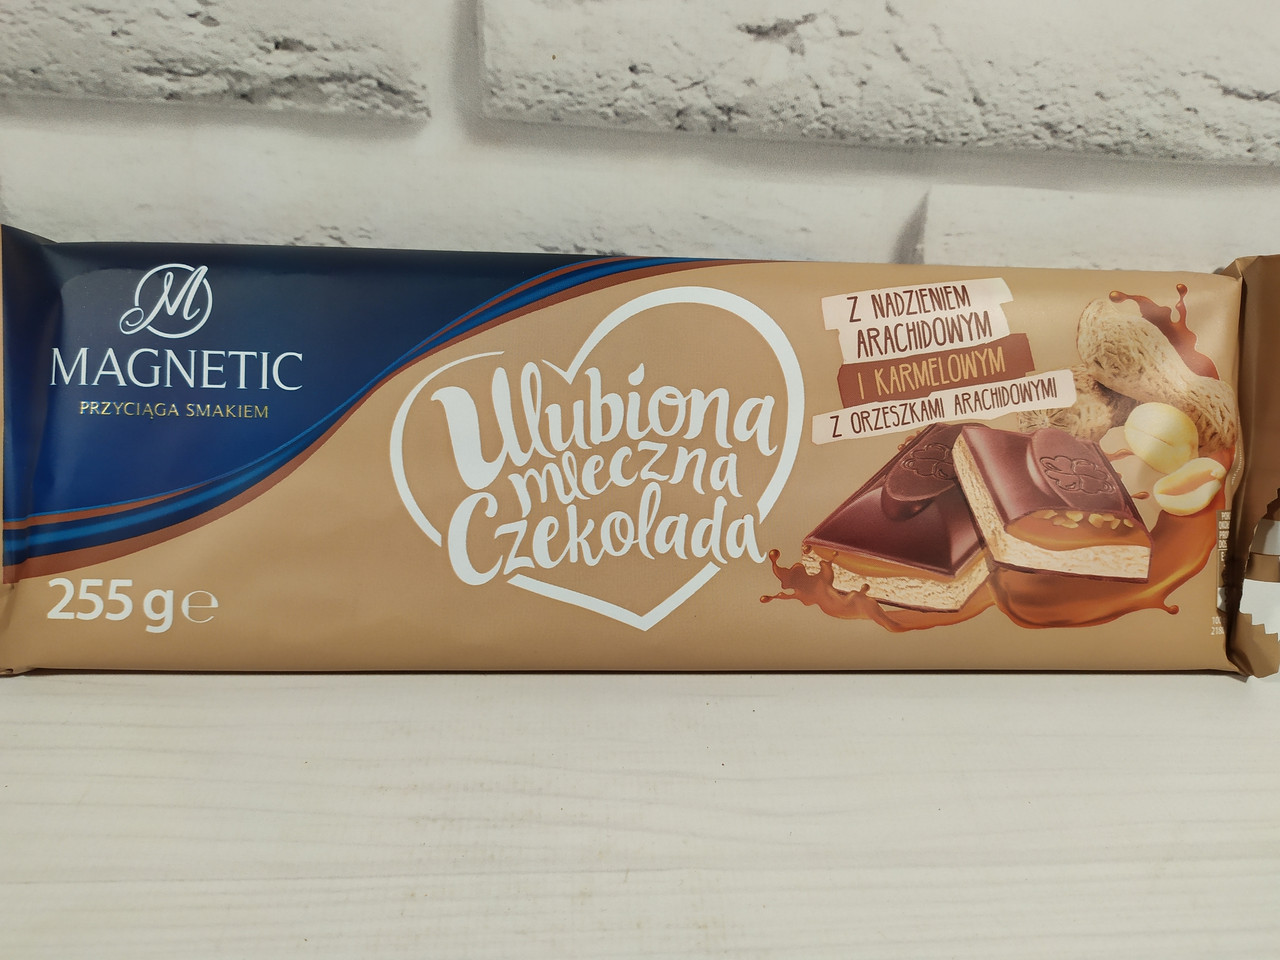 M
MAGNETIC
PRZYCIĄGA SMAKIEM
255 g e
Ulubiona
mleczna
Czekolada
Z NADZIENIEM
ARACHIDOWYM
I KARMELOWYM
Z ORZESZKAMI ARACHIDOWYMI